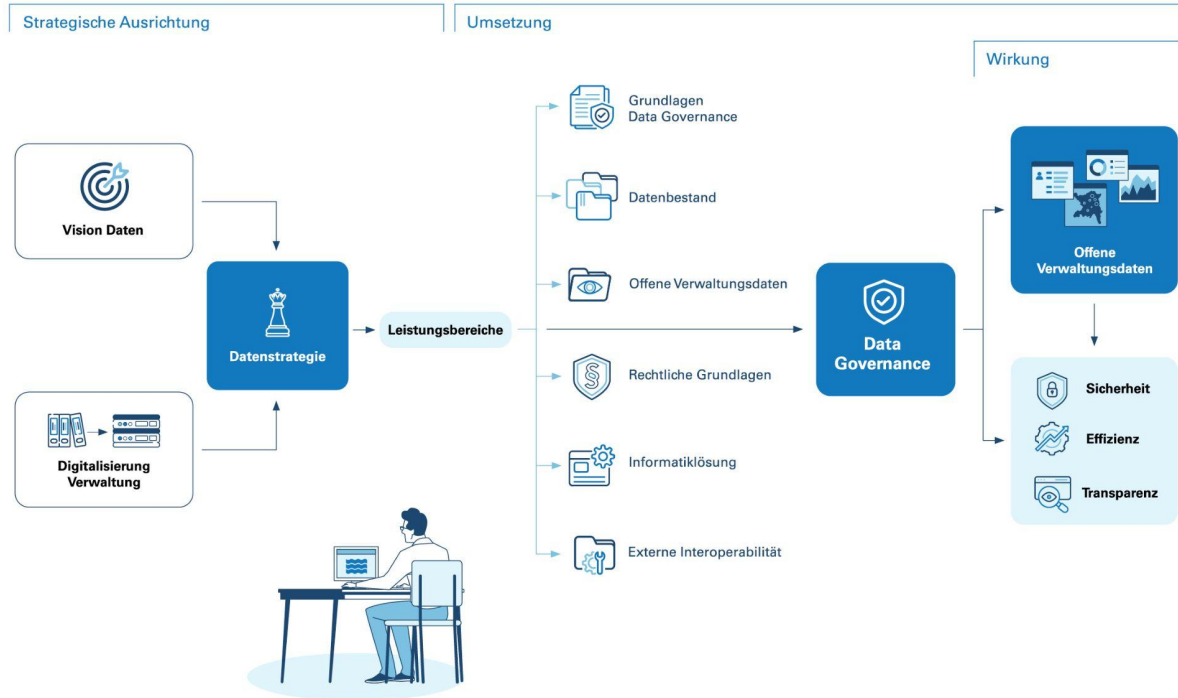 Strategische Ausrichtung
Umsetzung
Wirkung
Vision Daten
Digitalisierung
Verwaltung
Datenstrategie
Leistungsbereiche
Grundlagen
Data Governance
Datenbestand
Offene Verwaltungsdaten
Rechtliche Grundlagen
Informatiklösung
Externe Interoperabilität
Data
Governance
Offene
Verwaltungsdaten
Sicherheit
Effizienz
Transparenz